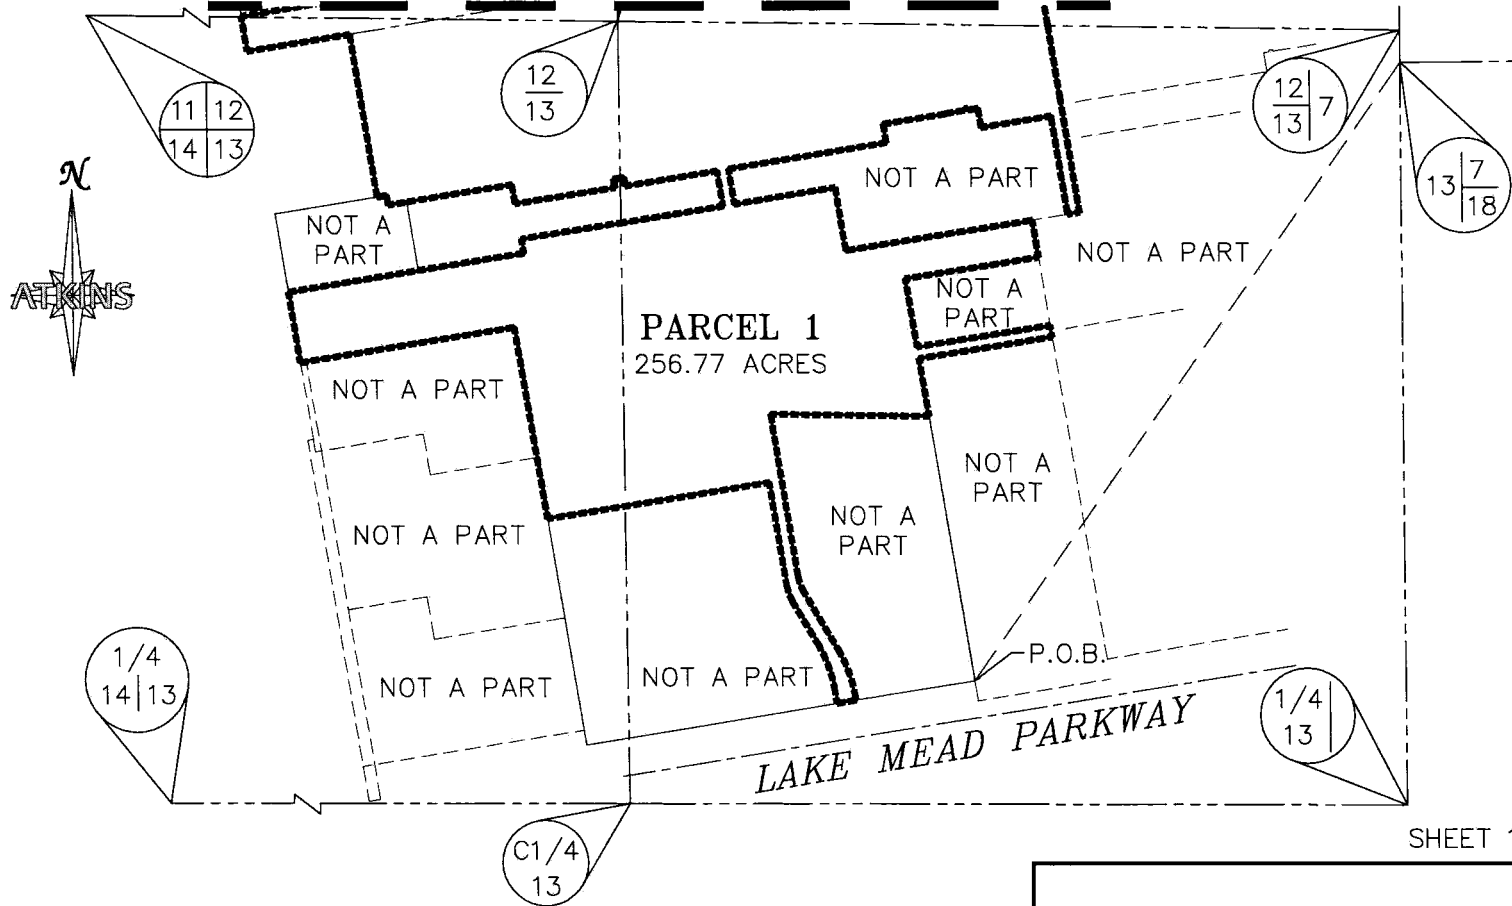 12
13
11 12
14 13
12
13 7
13 7
18
N
ATKINS
NOT A PART
NOT A
PART
NOT A PART
NOT A
PART
PARCEL 1
256.77 ACRES
NOT A PART
NOT A
PART
NOT A
PART
NOT A PART
NOT A PART
NOT A PART
P.O.B.
1/4
14 13
1/4
13
LAKE MEAD PARKWAY
C1/4
13
SHEET 1